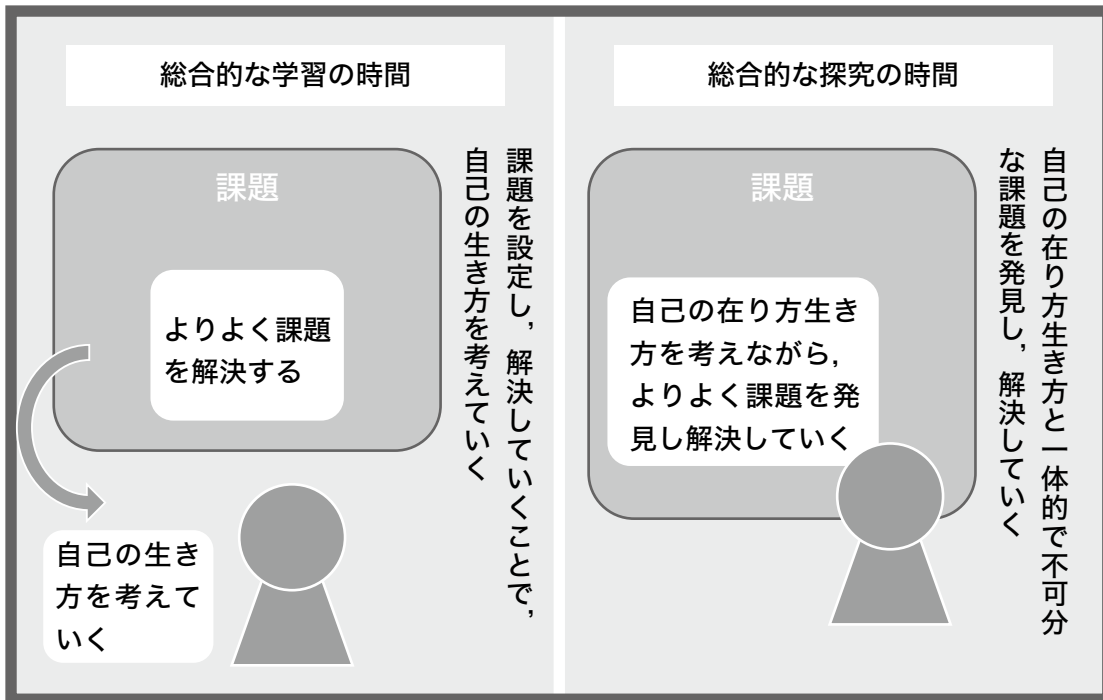 総合的な学習の時間
課題
よりよく課題
を解決する
自己の生き
方を考えて
いく
課題を設定し，解決していくことで，
自己の生き方を考えていく
総合的な探究の時間
課題
自己の在り方生き
方を考えながら，
よりよく課題を発
見し解決していく
自己の在り方生き方と一体的で不可分
な課題を発見し，解決していく